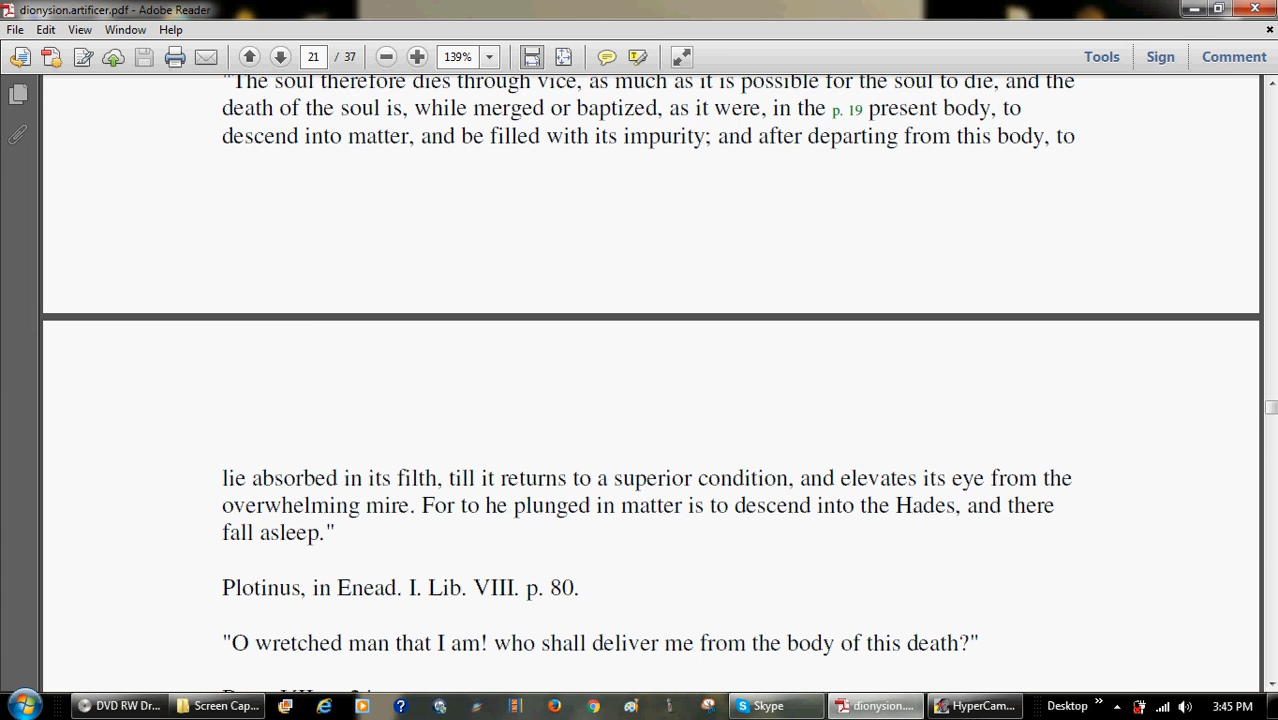 dionysion.artificer.pdf - Adobe Reader
File Edit View Window Help
21 / 37 139% Tools Sign Comment
"The soul therefore dies through vice, as much as it is possible for the soul to die, and the
death of the soul is, while merged or baptized, as it were, in the p. 19 present body, to
descend into matter, and be filled with its impurity; and after departing from this body, to
lie absorbed in its filth, till it returns to a superior condition, and elevates its eye from the
overwhelming mire. For to he plunged in matter is to descend into the Hades, and there
fall asleep."
Plotinus, in Enead. I. Lib. VIII. p. 80.
"O wretched man that I am! who shall deliver me from the body of this death?"
DVD RW Dr... Screen Cap... Skype dionysion.... HyperCam... Desktop » 3:45 PM